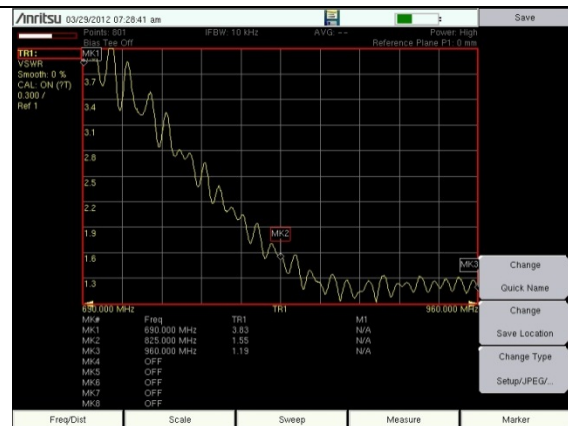 Anritsu 03/29/2012 07:28:41 am
Save
Points: 801 IFBW: 10 kHz AVG: -- Power: High
Bias Tee Off Reference Plane P1: 0 mm
TR1:
VSWR
Smooth: 0 %
CAL: ON (?T)
0.300 /
Ref 1
MK1
3.7
3.4
3.1
2.8
2.5
2.2
1.9
MK2
1.6
MK3
1.3
690.000 MHz TR1 960.000 MHz
MK# Freq TR1 M1
MK1 690.000 MHz 3.83 N/A
MK2 825.000 MHz 1.55 N/A
MK3 960.000 MHz 1.19 N/A
MK4 OFF
MK5 OFF
MK6 OFF
MK7 OFF
MK8 OFF
Change
Quick Name
Change
Save Location
Change Type
Setup/JPEG/...
Freq/Dist Scale Sweep Measure Marker